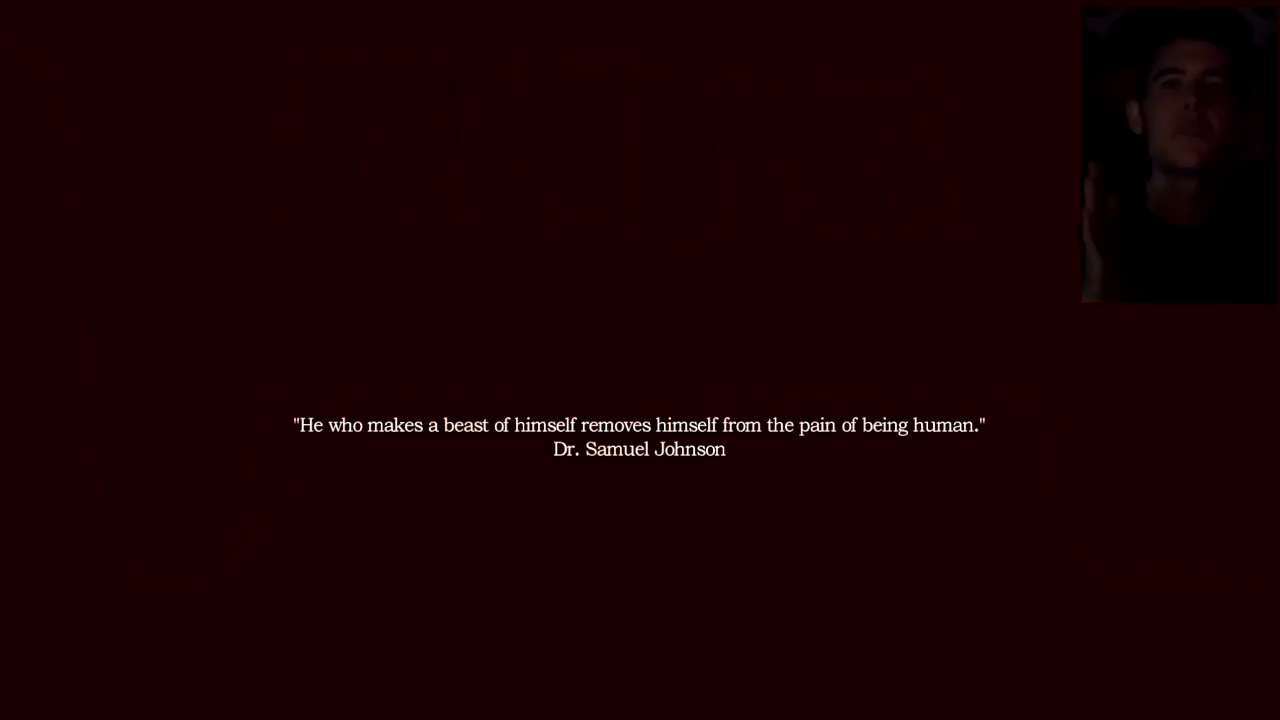 "He who makes a beast of himself removes himself from the pain of being human."
Dr. Samuel Johnson